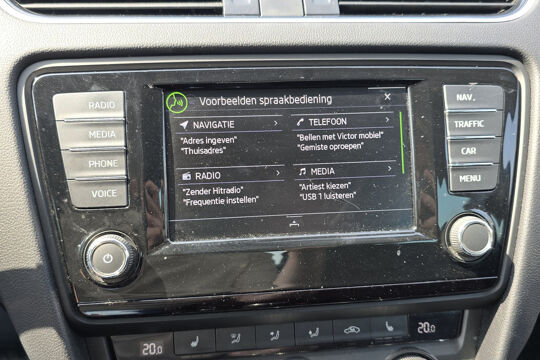 RADIO
MEDIA
PHONE
VOICE
Voorbeelden spraakbediening ×
NAVIGATIE >
"Adres ingeven"
"Thuisadres"
TELEFOON >
"Bellen met Victor mobiel"
"Gemiste oproepen"
RADIO >
"Zender Hitradio"
"Frequentie instellen"
MEDIA >
"Artiest kiezen"
"USB 1 luisteren"
NAV.
TRAFFIC
CAR
MENU
20.0
20.0